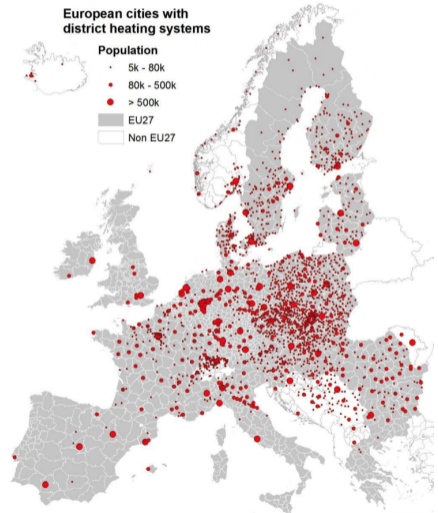 European cities with
district heating systems
Population
5k - 80k
80k - 500k
> 500k
EU27
Non EU27